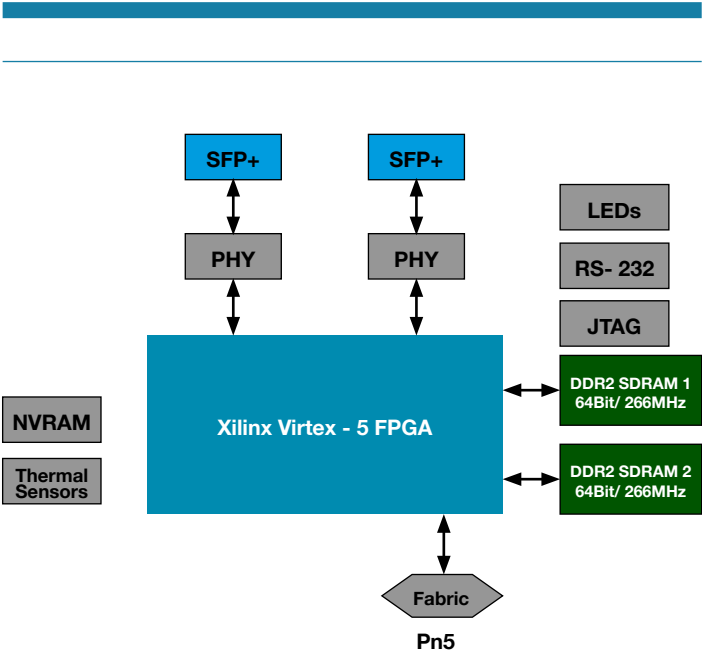 SFP+
SFP+
PHY
PHY
LEDs
RS- 232
JTAG
DDR2 SDRAM 1
64Bit/ 266MHz
NVRAM
Xilinx Virtex - 5 FPGA
Thermal
Sensors
DDR2 SDRAM 2
64Bit/ 266MHz
Fabric
Pn5